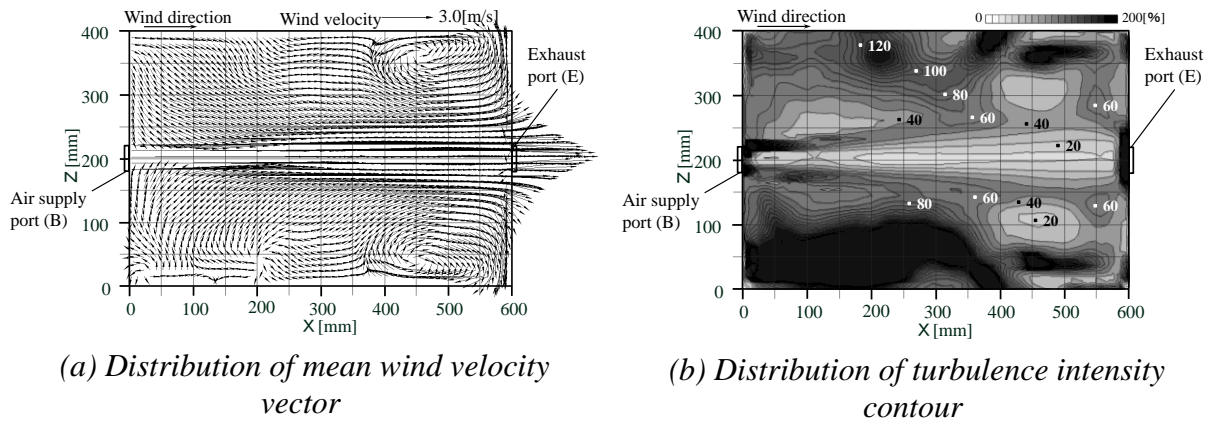 Wind direction Wind velocity 3.0[m/s]
400
300
200
100
0
Z [mm]
0 100 200 300 400 500 600
X [mm]
Exhaust
port (E)
Air supply
port (B)
(a) Distribution of mean wind velocity
vector
Wind direction 0 200[%]
400
300
200
100
0
Z [mm]
0 100 200 300 400 500 600
X [mm]
120
100
80
60
60
40
40
20
80
60
40
20
60
Exhaust
port (E)
Air supply
port (B)
(b) Distribution of turbulence intensity
contour